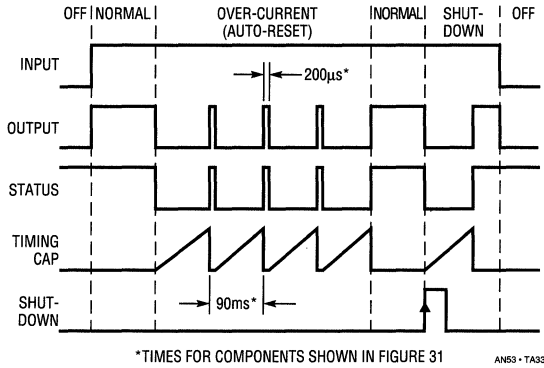 OFF NORMAL OVER-CURRENT (AUTO-RESET) NORMAL SHUT-DOWN OFF
INPUT
200µs*
OUTPUT
STATUS
TIMING CAP
90ms*
SHUT-DOWN
*TIMES FOR COMPONENTS SHOWN IN FIGURE 31
AN53 • TA33